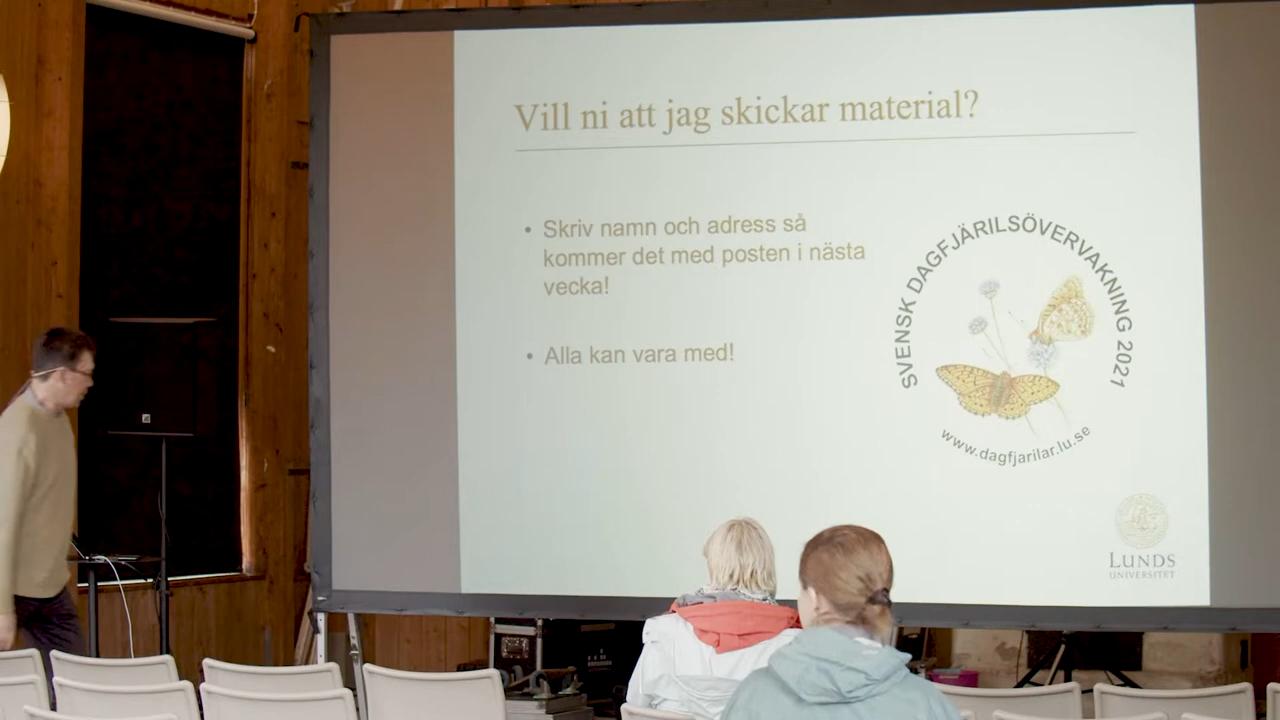 Vill ni att jag skickar material?
• Skriv namn och adress så
kommer det med posten i nästa
vecka!
• Alla kan vara med!
SVENSK DAGFJÄRILSÖVERVAKNING 2021
www.dagfjarilar.lu.se
LUNDS
UNIVERSITET